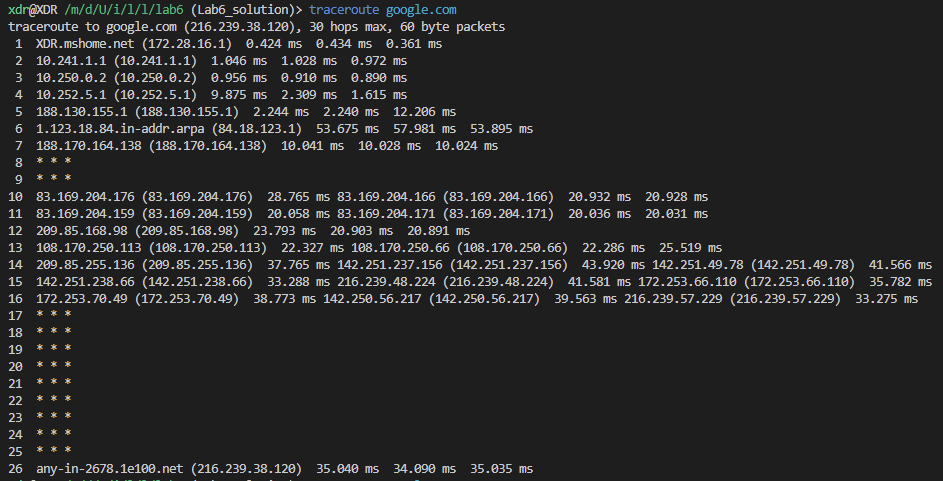 xdr@XDR /m/d/U/i/l/l/lab6 (Lab6_solution)> traceroute google.com
traceroute to google.com (216.239.38.120), 30 hops max, 60 byte packets
1 XDR.mshome.net (172.28.16.1) 0.424 ms 0.434 ms 0.361 ms
2 10.241.1.1 (10.241.1.1) 1.046 ms 1.028 ms 0.972 ms
3 10.250.0.2 (10.250.0.2) 0.956 ms 0.910 ms 0.890 ms
4 10.252.5.1 (10.252.5.1) 9.875 ms 2.309 ms 1.615 ms
5 188.130.155.1 (188.130.155.1) 2.244 ms 2.240 ms 12.206 ms
6 1.123.18.84.in-addr.arpa (84.18.123.1) 53.675 ms 57.981 ms 53.895 ms
7 188.170.164.138 (188.170.164.138) 10.041 ms 10.028 ms 10.024 ms
8 * * *
9 * * *
10 83.169.204.176 (83.169.204.176) 28.765 ms 83.169.204.166 (83.169.204.166) 20.932 ms 20.928 ms
11 83.169.204.159 (83.169.204.159) 20.058 ms 83.169.204.171 (83.169.204.171) 20.036 ms 20.031 ms
12 209.85.168.98 (209.85.168.98) 23.793 ms 20.903 ms 20.891 ms
13 108.170.250.113 (108.170.250.113) 22.327 ms 108.170.250.66 (108.170.250.66) 22.286 ms 25.519 ms
14 209.85.255.136 (209.85.255.136) 37.765 ms 142.251.237.156 (142.251.237.156) 43.920 ms 142.251.49.78 (142.251.49.78) 41.566 ms
15 142.251.238.66 (142.251.238.66) 33.288 ms 216.239.48.224 (216.239.48.224) 41.581 ms 172.253.66.110 (172.253.66.110) 35.782 ms
16 172.253.70.49 (172.253.70.49) 38.773 ms 142.250.56.217 (142.250.56.217) 39.563 ms 216.239.57.229 (216.239.57.229) 33.275 ms
17 * * *
18 * * *
19 * * *
20 * * *
21 * * *
22 * * *
23 * * *
24 * * *
25 * * *
26 any-in-2678.1e100.net (216.239.38.120) 35.040 ms 34.090 ms 35.035 ms